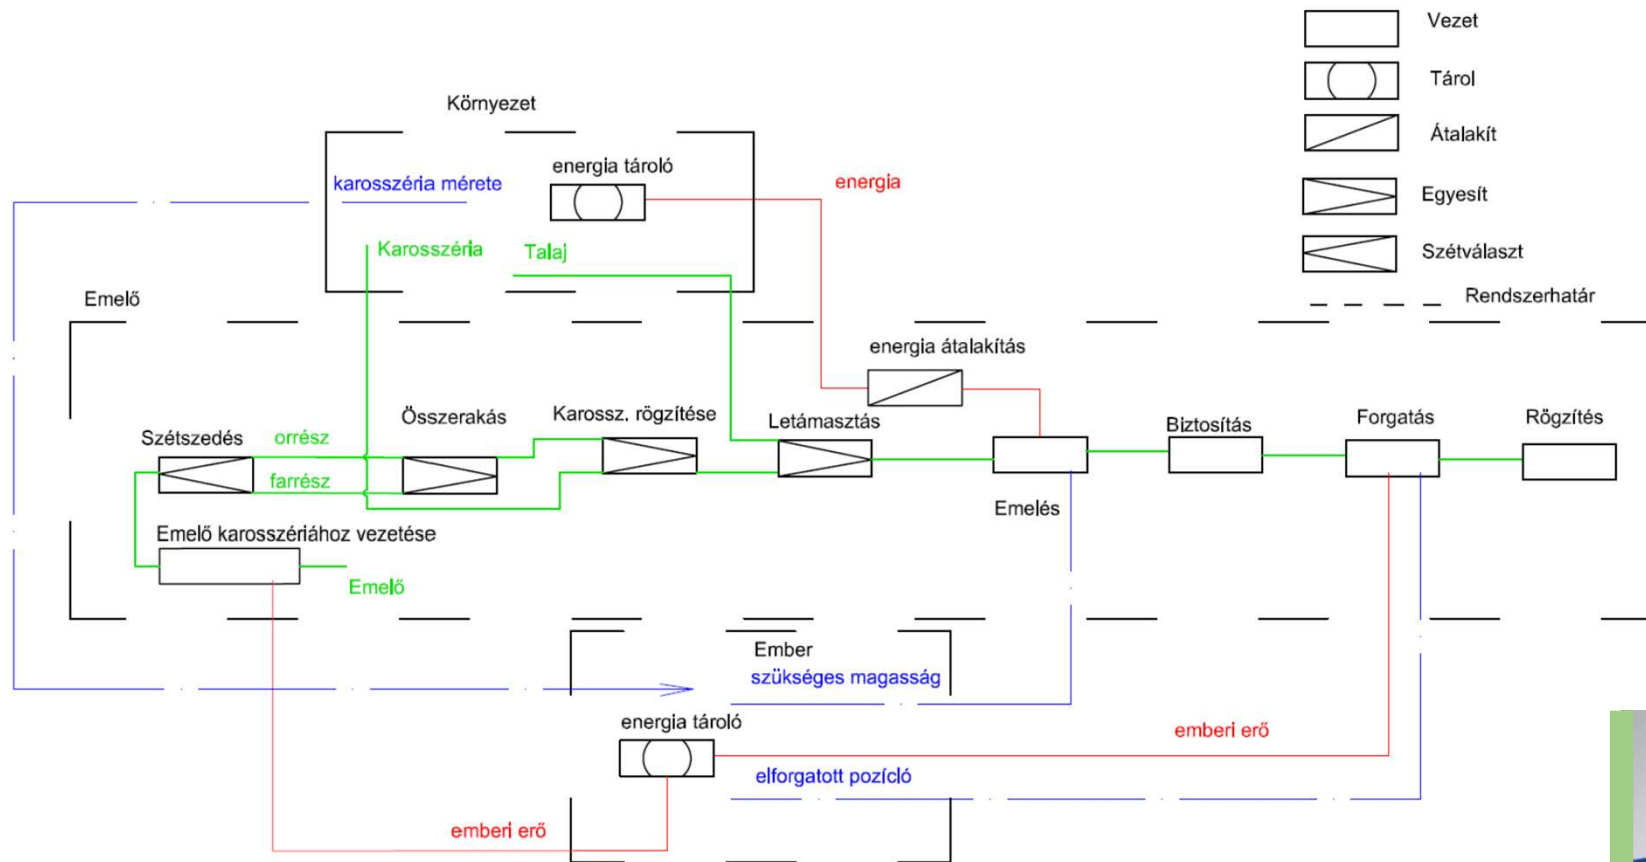 Vezet
Tárol
Átalakít
Egyesít
Szétválaszt
Rendszerhatár
Környezet
energia tároló
karosszéria mérete
energia
Karosszéria
Talaj
Emelő
energia átalakítás
Szétszedés
orrész
farrész
Összerakás
Karossz. rögzítése
Letámasztás
Emelés
Biztosítás
Forgatás
Rögzítés
Emelő karosszériához vezetése
Emelő
Ember
szükséges magasság
energia tároló
emberi erő
elforgatott pozícló
emberi erő